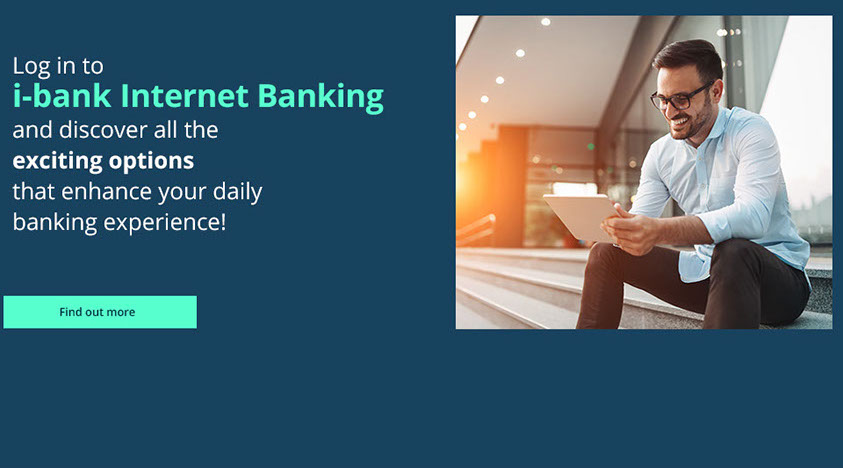 Log in to
i-bank Internet Banking
and discover all the
exciting options
that enhance your daily
banking experience!
Find out more